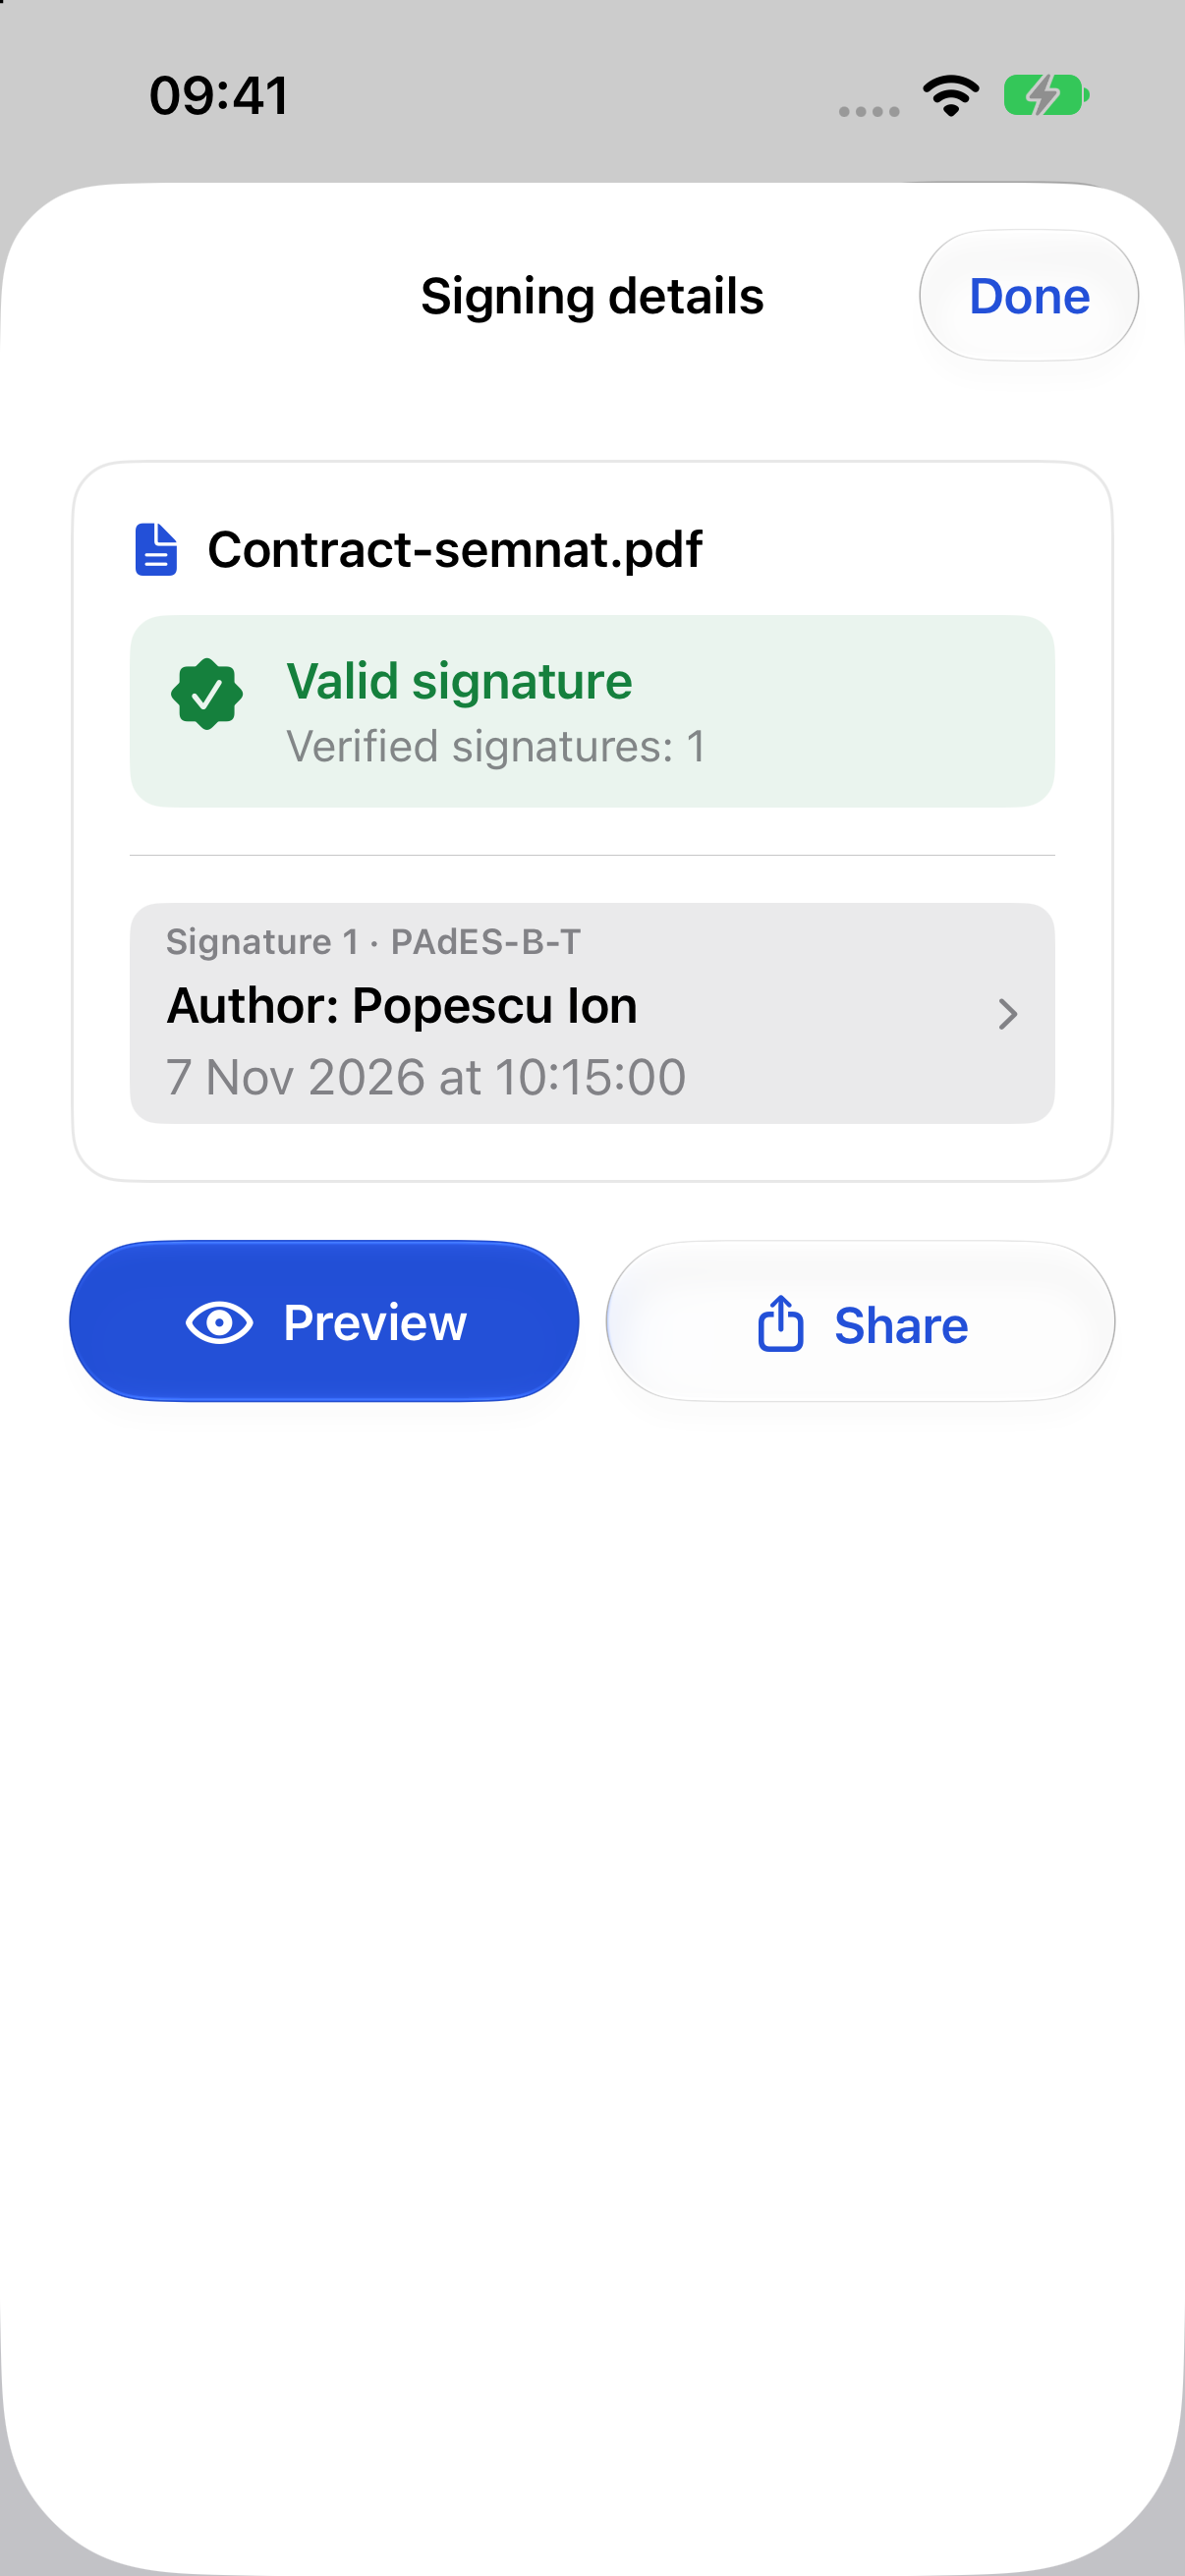 09:41
Signing details
Done
Contract-semnat.pdf
Valid signature
Verified signatures: 1
Signature 1 · PAdES-B-T
Author: Popescu Ion
7 Nov 2026 at 10:15:00
Preview
Share